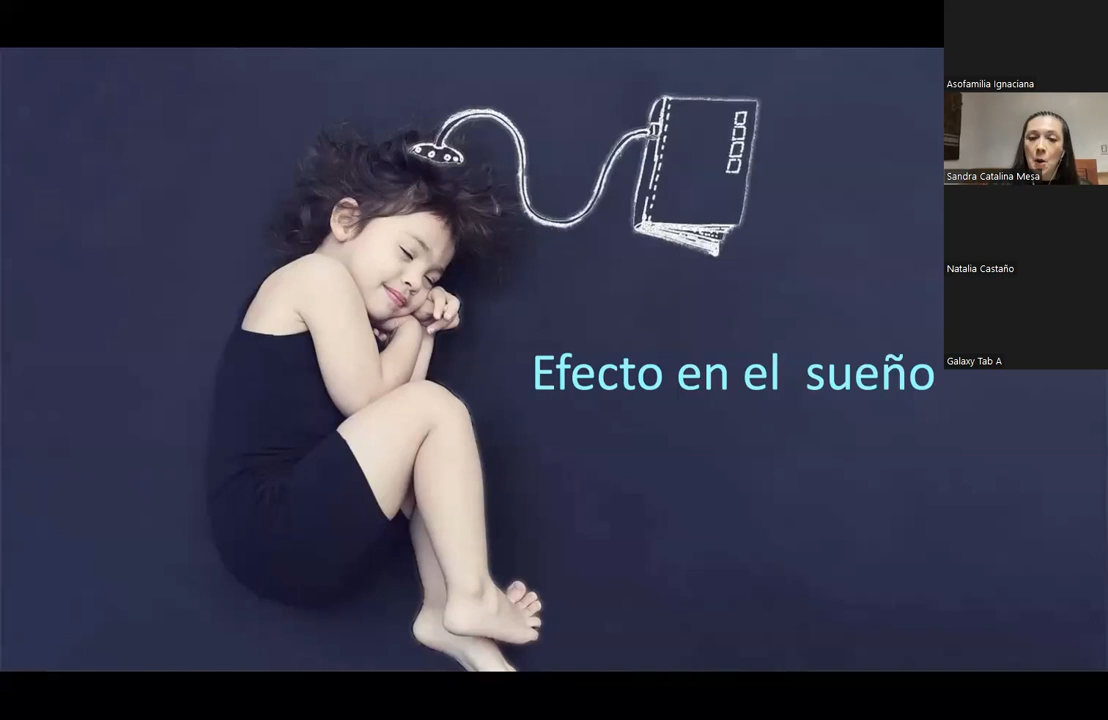 Efecto en el  sueño
Asofamilia Ignaciana
Sandra Catalina Mesa
Natalia Castaño
Galaxy Tab A